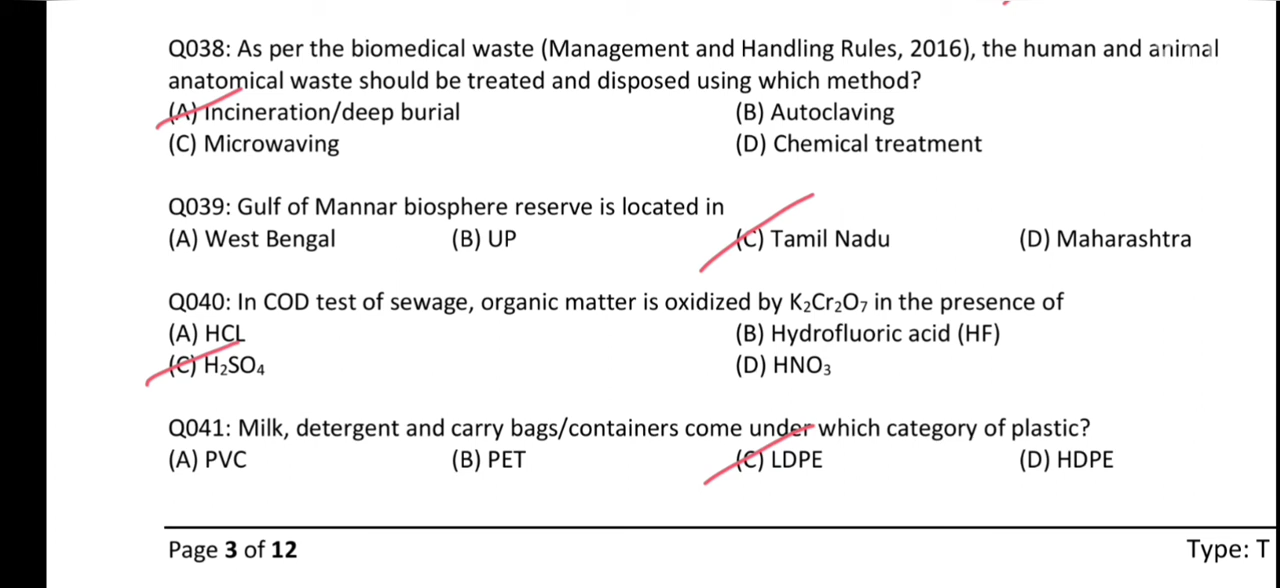 Q038: As per the biomedical waste (Management and Handling Rules, 2016), the human and animal
anatomical waste should be treated and disposed using which method?
(A) Incineration/deep burial (B) Autoclaving
(C) Microwaving (D) Chemical treatment
Q039: Gulf of Mannar biosphere reserve is located in
(A) West Bengal (B) UP (C) Tamil Nadu (D) Maharashtra
Q040: In COD test of sewage, organic matter is oxidized by K₂Cr₂O₇ in the presence of
(A) HCL (B) Hydrofluoric acid (HF)
(C) H₂SO₄ (D) HNO₃
Q041: Milk, detergent and carry bags/containers come under which category of plastic?
(A) PVC (B) PET (C) LDPE (D) HDPE
Page 3 of 12 Type: T